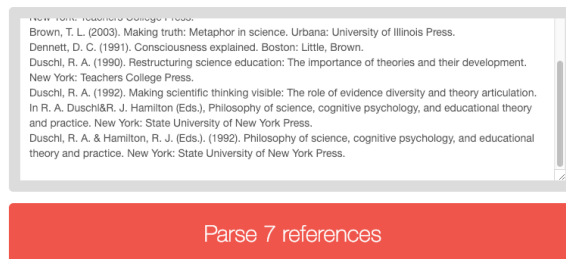 New York: Teachers College Press.
Brown, T. L. (2003). Making truth: Metaphor in science. Urbana: University of Illinois Press.
Dennett, D. C. (1991). Consciousness explained. Boston: Little, Brown.
Duschl, R. A. (1990). Restructuring science education: The importance of theories and their development.
New York: Teachers College Press.
Duschl, R. A. (1992). Making scientific thinking visible: The role of evidence diversity and theory articulation.
In R. A. Duschl&R. J. Hamilton (Eds.), Philosophy of science, cognitive psychology, and educational theory
and practice. New York: State University of New York Press.
Duschl, R. A. & Hamilton, R. J. (Eds.). (1992). Philosophy of science, cognitive psychology, and educational
theory and practice. New York: State University of New York Press.
Parse 7 references